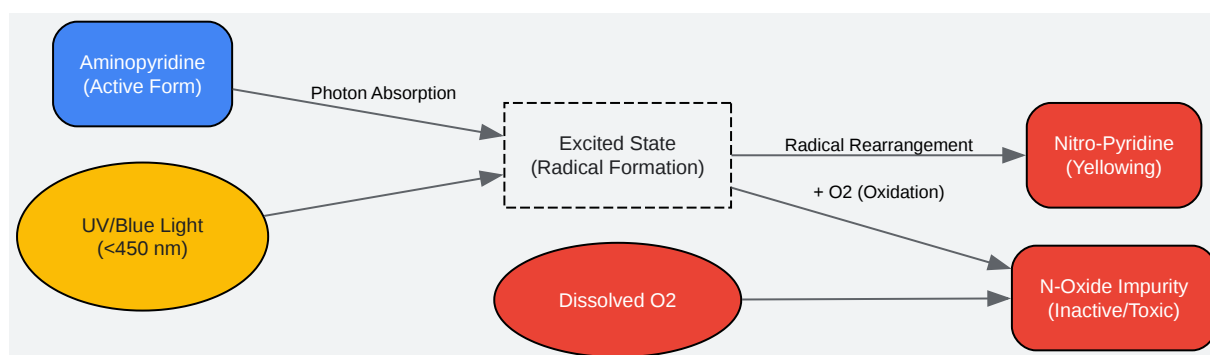 Aminopyridine
(Active Form)
Photon Absorption
UV/Blue Light
(<450 nm)
Excited State
(Radical Formation)
Radical Rearrangement
+ O2 (Oxidation)
Nitro-Pyridine
(Yellowing)
Dissolved O2
N-Oxide Impurity
(Inactive/Toxic)